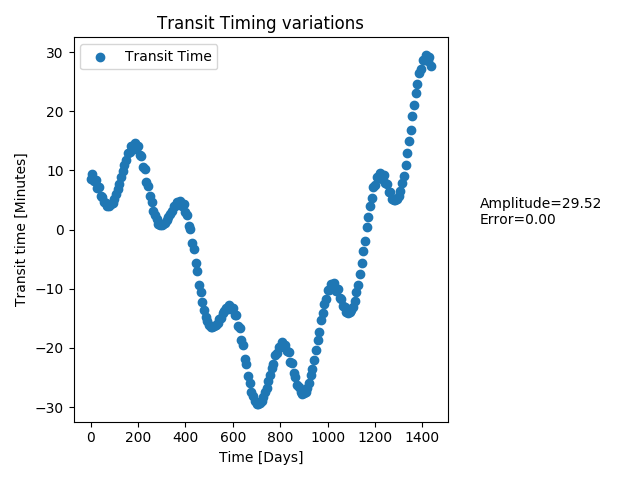 Transit Timing variations
Transit Time
Transit time [Minutes]
30
20
10
0
−10
−20
−30
0 200 400 600 800 1000 1200 1400
Time [Days]
Amplitude=29.52
Error=0.00